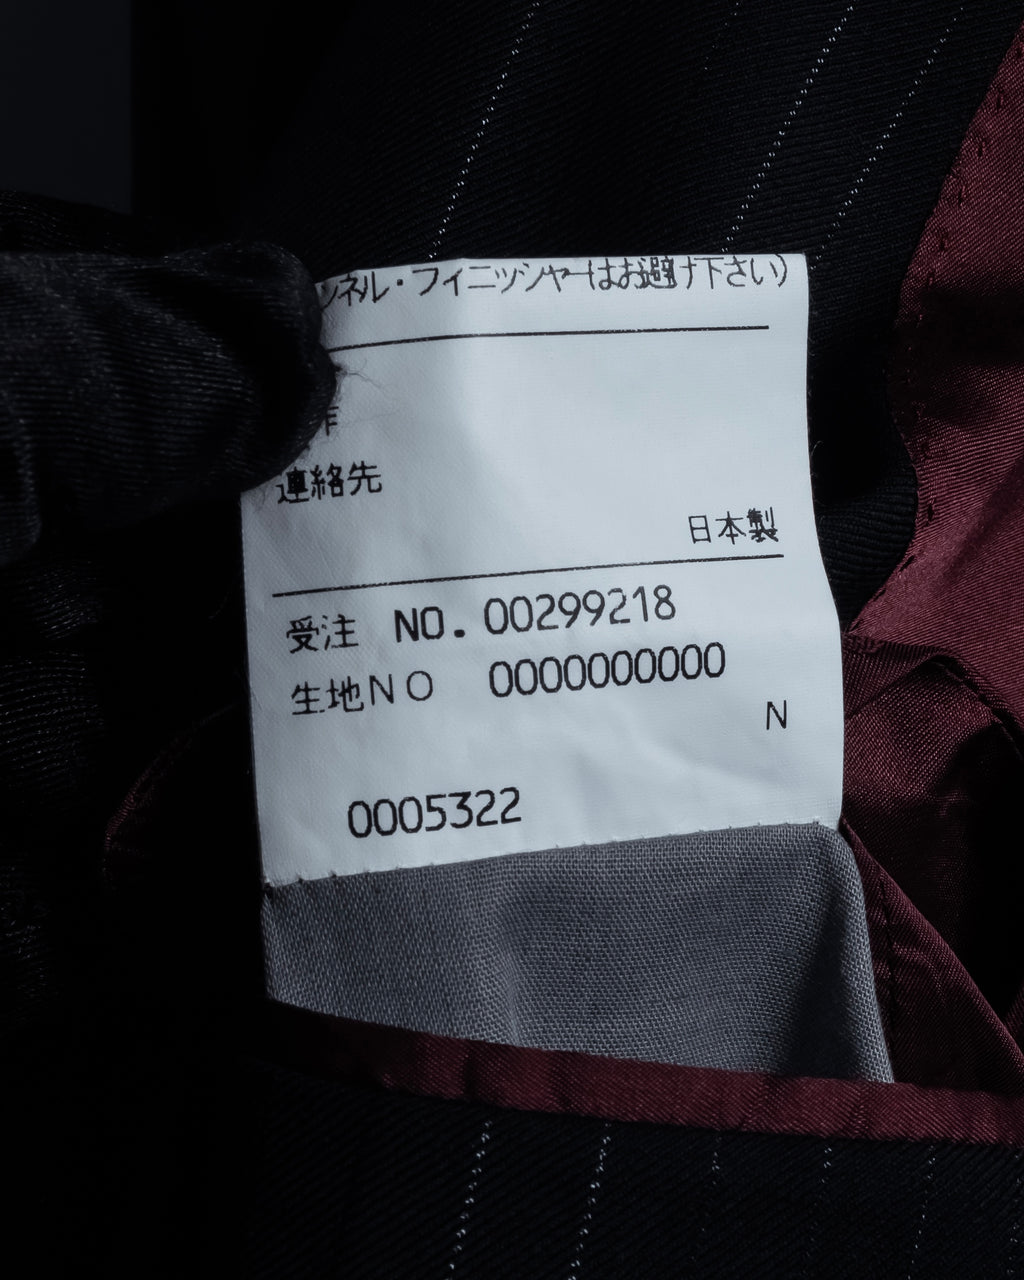 ンネル・フィニッシャーはお避け下さい)
作
連絡先
日本製
受注 NO. 00299218
生地NO 0000000000
N
0005322